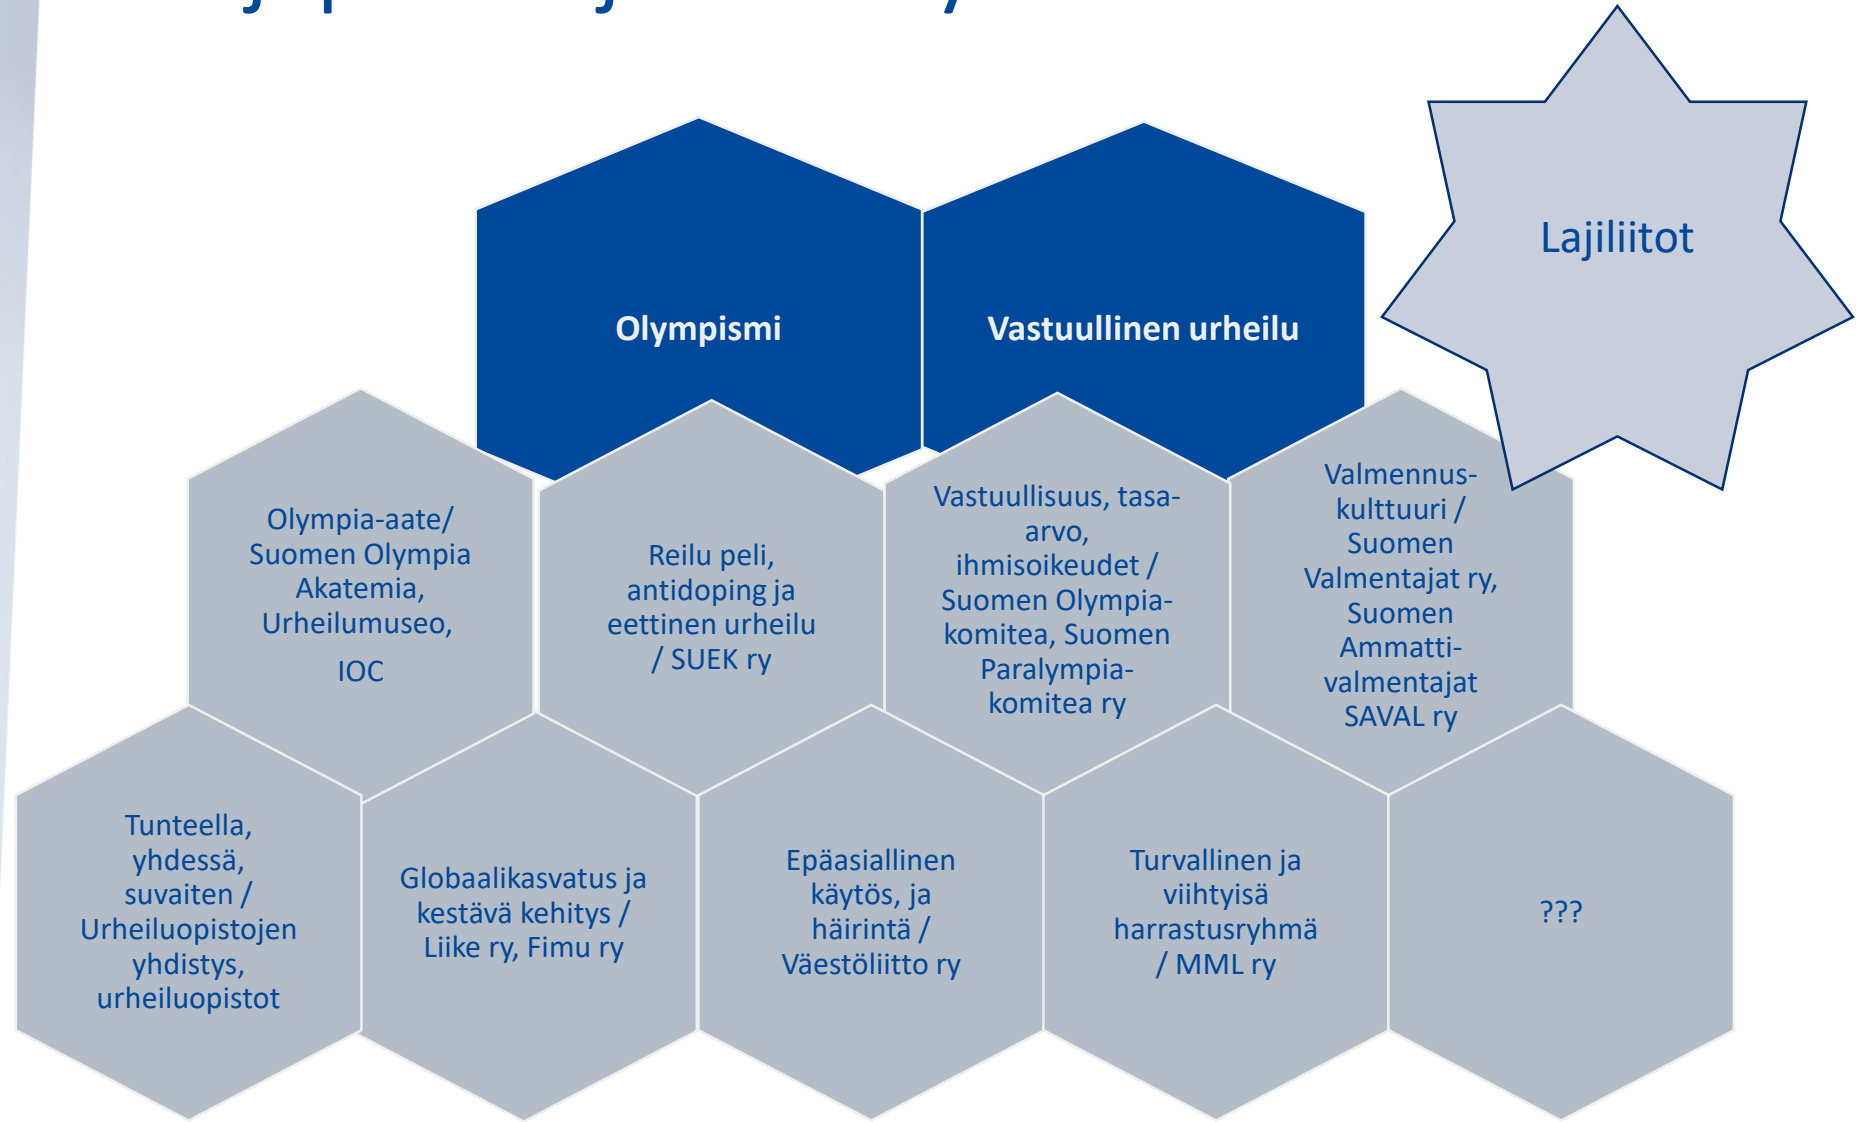 Lajiliitot
Olympismi
Vastuullinen urheilu
Olympia-aate/
Suomen Olympia
Akatemia,
Urheilumuseo,
IOC
Reilu peli,
antidoping ja
eettinen urheilu
/ SUEK ry
Vastuullisuus, tasa-
arvo,
ihmisoikeudet /
Suomen Olympia-
komitea, Suomen
Paralympia-
komitea ry
Valmennus-
kulttuuri /
Suomen
Valmentajat ry,
Suomen
Ammatti-
valmentajat
SAVAL ry
Tunteella,
yhdessä,
suvaiten /
Urheiluopistojen
yhdistys,
urheiluopistot
Globaalikasvatus ja
kestävä kehitys /
Liike ry, Fimu ry
Epäasiallinen
käytös, ja
häirintä /
Väestöliitto ry
Turvallinen ja
viihtyisä
harrastusryhmä
/ MML ry
???